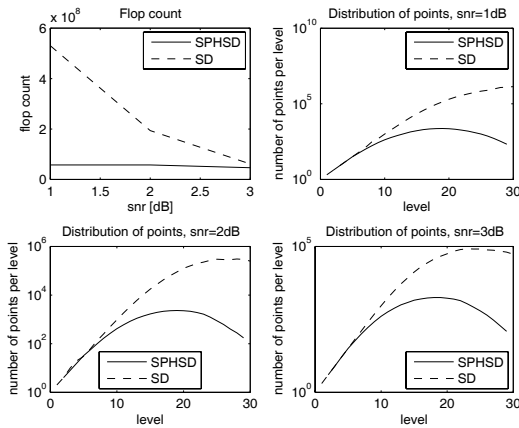 Flop count
x 10^8
6
4
2
0
flop count
SPHSD
SD
1
1.5
2
2.5
3
snr [dB]
Distribution of points, snr=1dB
10^10
10^5
10^0
number of points per level
SPHSD
SD
0
10
20
30
level
Distribution of points, snr=2dB
10^6
10^4
10^2
10^0
number of points per level
SPHSD
SD
0
10
20
30
level
Distribution of points, snr=3dB
10^5
10^0
number of points per level
SPHSD
SD
0
10
20
30
level